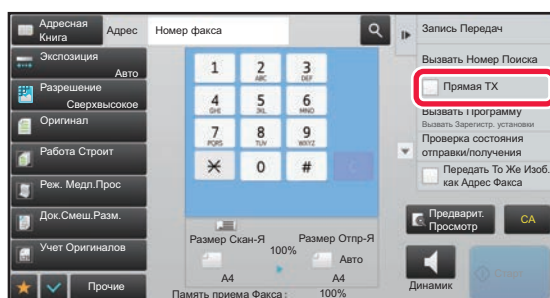 Адресная
Книга
Адрес
Номер факса
Экспозиция
Авто
Разрешение
Сверхвысокое
Оригинал
Работа Строит
Реж. Медл.Прос
Док.Смеш.Разм.
Учет Оригиналов
Прочие
1
2
ABC
3
DEF
4
GHI
5
JKL
6
MNO
7
PQRS
8
TUV
9
WXYZ
0
#
Размер Скан-Я
100%
Размер Отпр-Я
Авто
A4
A4
Память приема Факса :
100%
Запись Передач
Вызвать Номер Поиска
Прямая TX
Вызвать Программу
Вызвать Зарегистр. установки
Проверка состояния
отправки/получения
Передать То Же Изоб.
как Адрес Факса
Предварит.
Просмотр
CA
Динамик
Старт